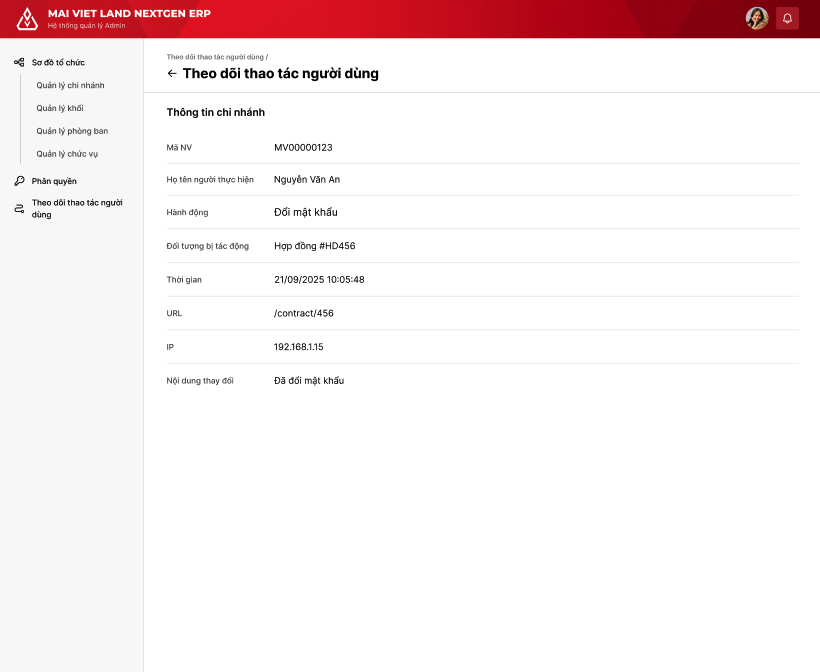 MAI VIET LAND NEXTGEN ERP
Hệ thống quản lý Admin
Sơ đồ tổ chức
Quản lý chi nhánh
Quản lý khối
Quản lý phòng ban
Quản lý chức vụ
Phân quyền
Theo dõi thao tác người
dùng
Theo dõi thao tác người dùng /
← Theo dõi thao tác người dùng
Thông tin chi nhánh
Mã NV MV00000123
Họ tên người thực hiện Nguyễn Văn An
Hành động Đổi mật khẩu
Đối tượng bị tác động Hợp đồng #HD456
Thời gian 21/09/2025 10:05:48
URL /contract/456
IP 192.168.1.15
Nội dung thay đổi Đã đổi mật khẩu